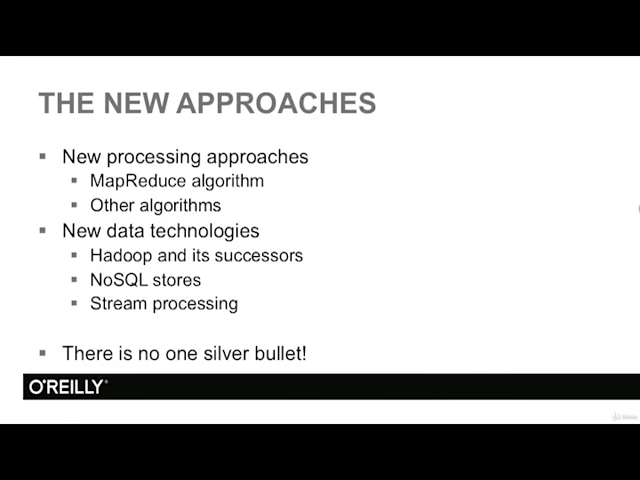 THE NEW APPROACHES
▪ New processing approaches
▪ MapReduce algorithm
▪ Other algorithms
▪ New data technologies
▪ Hadoop and its successors
▪ NoSQL stores
▪ Stream processing
▪ There is no one silver bullet!
O'REILLY®